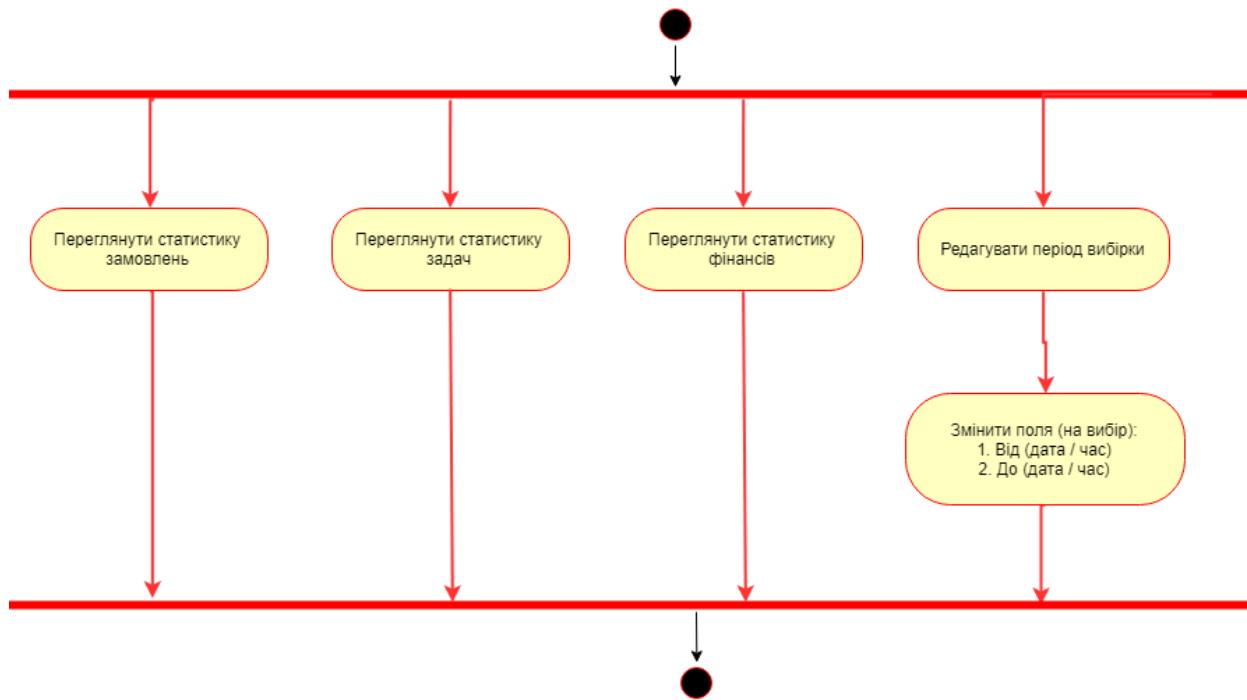 Переглянути статистику
замовлень
Переглянути статистику
задач
Переглянути статистику
фінансів
Редагувати період вибірки
Змінити поля (на вибір):
1. Від (дата / час)
2. До (дата / час)